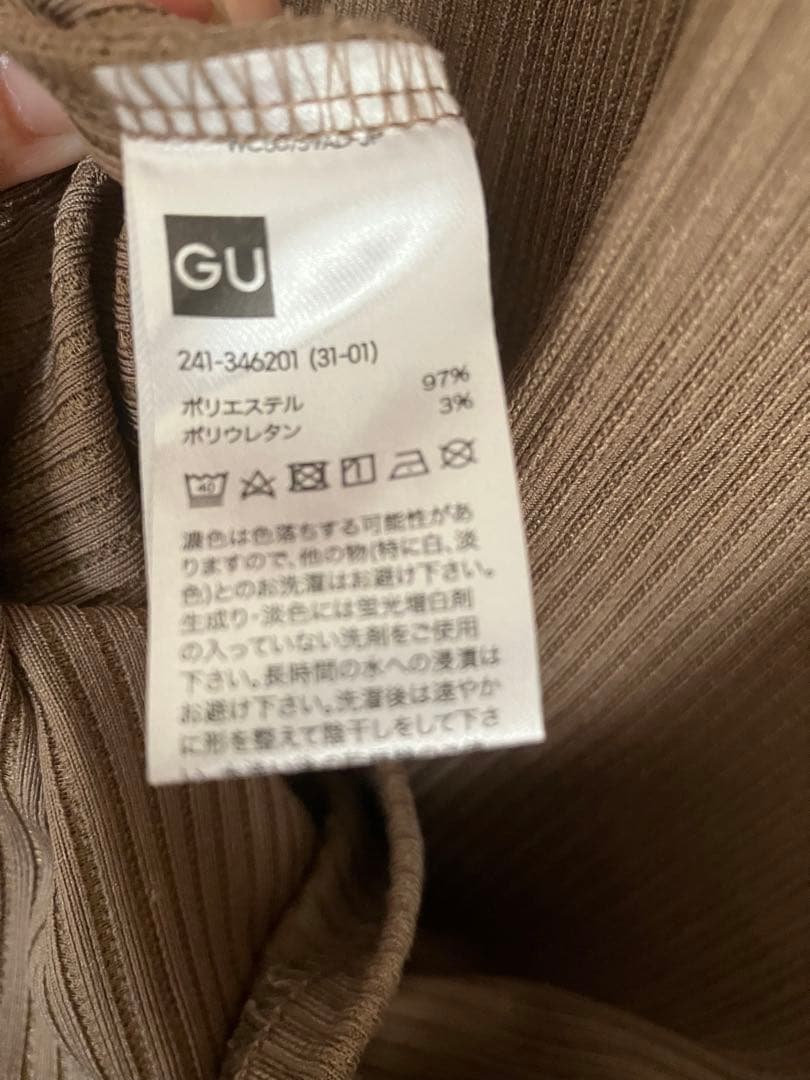 GU
241-346201 (31-01)
ポリエステル 97%
ポリウレタン 3%
40
濃色は色落ちする可能性があ
りますので、他の物(特に白、淡
色)とのお洗濯はお避け下さい。
生成り・淡色には蛍光増白剤
の入っていない洗剤をご使用
下さい。長時間の水への浸漬は
お避け下さい。洗濯後は速やか
に形を整えて陰干しをして下さ